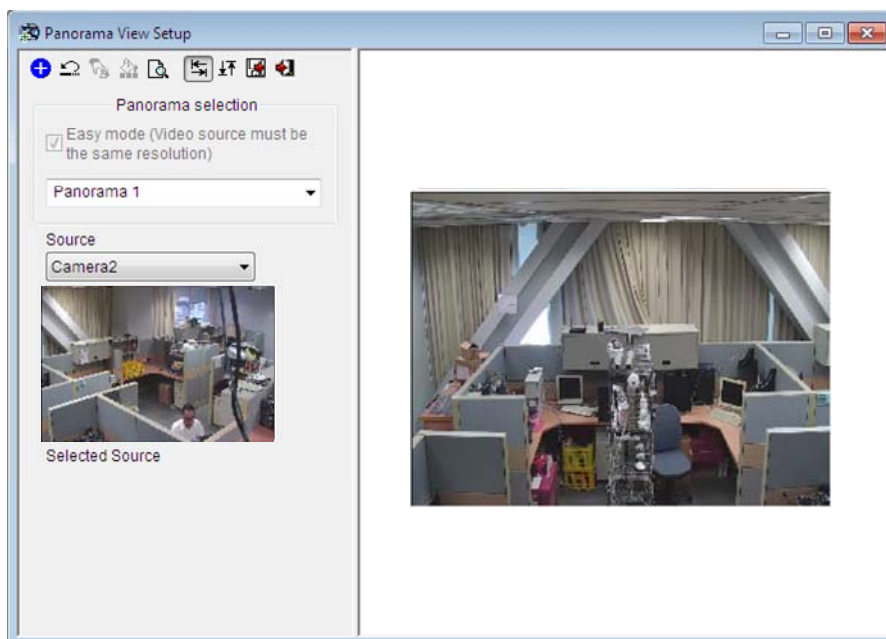 Panorama View Setup
Panorama selection
Easy mode (Video source must be
the same resolution)
Panorama 1
Source
Camera2
Selected Source